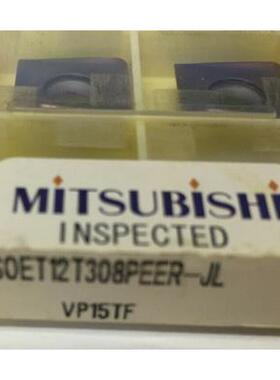 MITSUBISHI
INSPECTED
SOET12T308PEER-JL
VP15TF